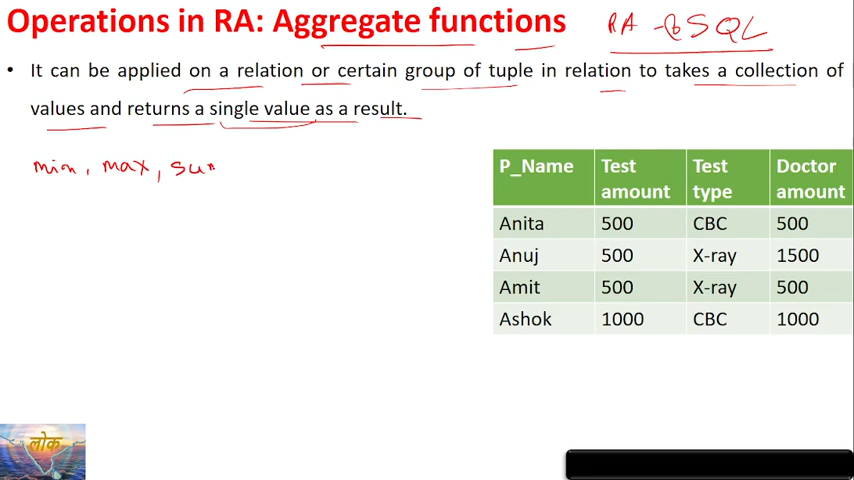 Operations in RA: Aggregate functions RA → SQL
• It can be applied on a relation or certain group of tuple in relation to takes a collection of
values and returns a single value as a result.
min, max, sum
P_Name Test amount Test type Doctor amount
Anita 500 CBC 500
Anuj 500 X-ray 1500
Amit 500 X-ray 500
Ashok 1000 CBC 1000
लोक